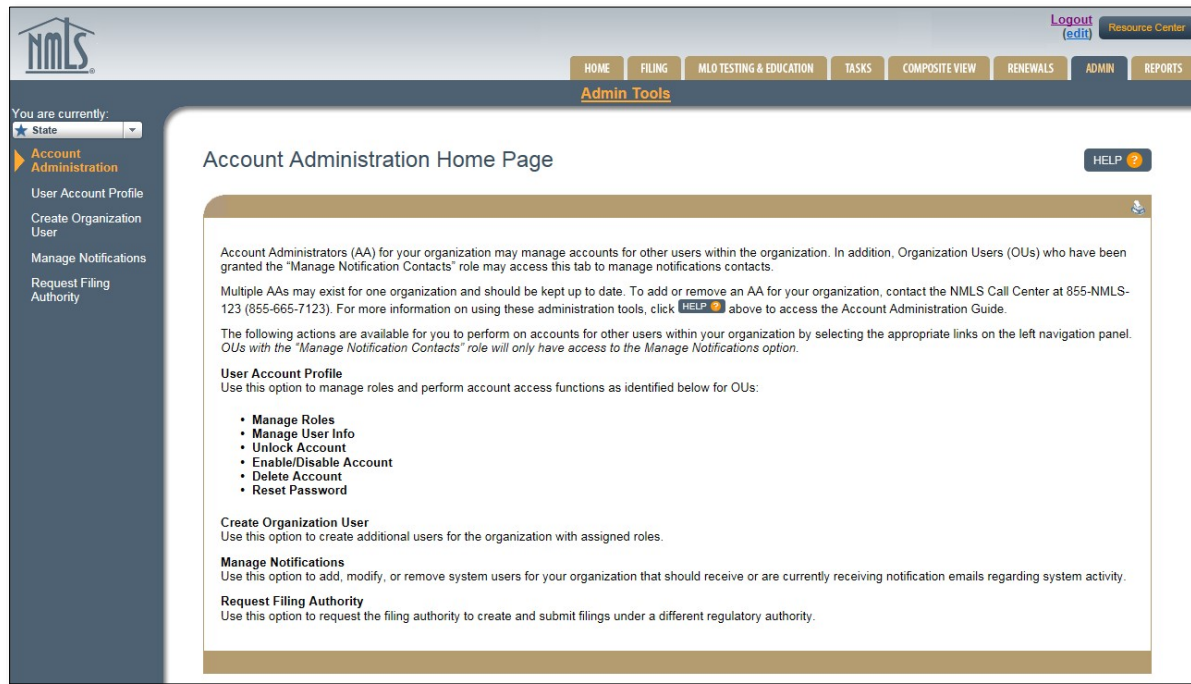 NMLS®
Logout
(edit)
Resource Center
HOME FILING MLO TESTING & EDUCATION TASKS COMPOSITE VIEW RENEWALS ADMIN REPORTS
Admin Tools
You are currently:
State
Account
Administration
User Account Profile
Create Organization
User
Manage Notifications
Request Filing
Authority
Account Administration Home Page
HELP ?
Account Administrators (AA) for your organization may manage accounts for other users within the organization. In addition, Organization Users (OUs) who have been
granted the “Manage Notification Contacts” role may access this tab to manage notifications contacts.
Multiple AAs may exist for one organization and should be kept up to date. To add or remove an AA for your organization, contact the NMLS Call Center at 855-NMLS-
123 (855-665-7123). For more information on using these administration tools, click HELP ? above to access the Account Administration Guide.
The following actions are available for you to perform on accounts for other users within your organization by selecting the appropriate links on the left navigation panel.
OUs with the “Manage Notification Contacts” role will only have access to the Manage Notifications option.
User Account Profile
Use this option to manage roles and perform account access functions as identified below for OUs:
• Manage Roles
• Manage User Info
• Unlock Account
• Enable/Disable Account
• Delete Account
• Reset Password
Create Organization User
Use this option to create additional users for the organization with assigned roles.
Manage Notifications
Use this option to add, modify, or remove system users for your organization that should receive or are currently receiving notification emails regarding system activity.
Request Filing Authority
Use this option to request the filing authority to create and submit filings under a different regulatory authority.